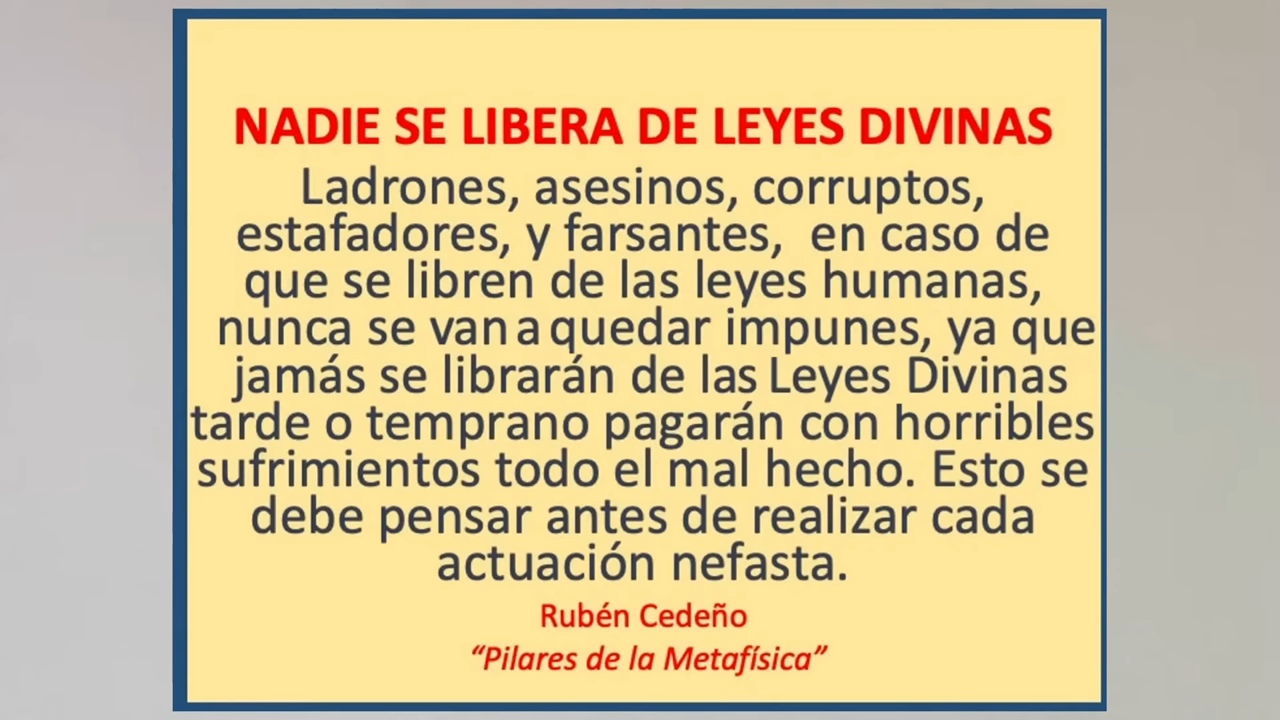 NADIE SE LIBERA DE LEYES DIVINAS
Ladrones, asesinos, corruptos,
estafadores, y farsantes, en caso de
que se libren de las leyes humanas,
nunca se van a quedar impunes, ya que
jamás se librarán de las Leyes Divinas
tarde o temprano pagarán con horribles
sufrimientos todo el mal hecho. Esto se
debe pensar antes de realizar cada
actuación nefasta.
Rubén Cedeño
“Pilares de la Metafísica”